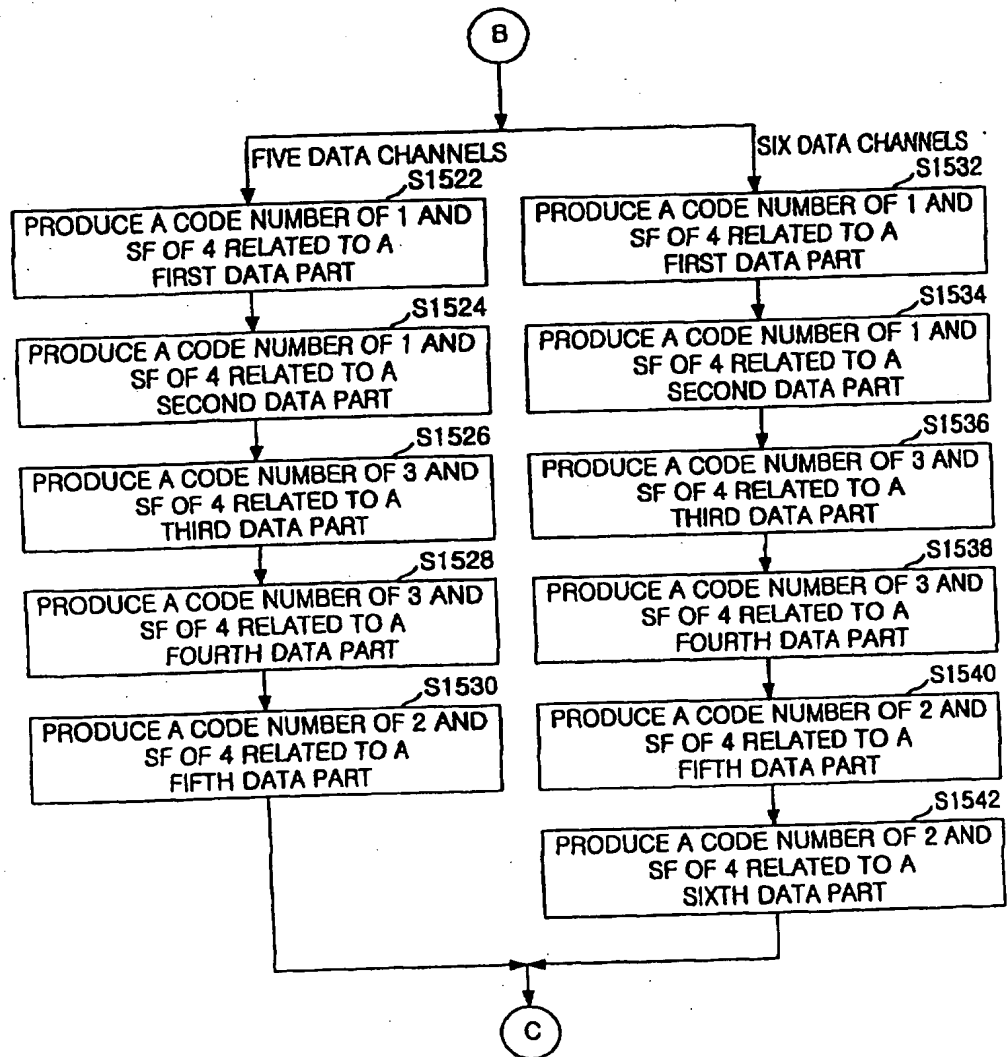 B
FIVE DATA CHANNELS
S1522
PRODUCE A CODE NUMBER OF 1 AND
SF OF 4 RELATED TO A
FIRST DATA PART
S1524
PRODUCE A CODE NUMBER OF 1 AND
SF OF 4 RELATED TO A
SECOND DATA PART
S1526
PRODUCE A CODE NUMBER OF 3 AND
SF OF 4 RELATED TO A
THIRD DATA PART
S1528
PRODUCE A CODE NUMBER OF 3 AND
SF OF 4 RELATED TO A
FOURTH DATA PART
S1530
PRODUCE A CODE NUMBER OF 2 AND
SF OF 4 RELATED TO A
FIFTH DATA PART
SIX DATA CHANNELS
S1532
PRODUCE A CODE NUMBER OF 1 AND
SF OF 4 RELATED TO A
FIRST DATA PART
S1534
PRODUCE A CODE NUMBER OF 1 AND
SF OF 4 RELATED TO A
SECOND DATA PART
S1536
PRODUCE A CODE NUMBER OF 3 AND
SF OF 4 RELATED TO A
THIRD DATA PART
S1538
PRODUCE A CODE NUMBER OF 3 AND
SF OF 4 RELATED TO A
FOURTH DATA PART
S1540
PRODUCE A CODE NUMBER OF 2 AND
SF OF 4 RELATED TO A
FIFTH DATA PART
S1542
PRODUCE A CODE NUMBER OF 2 AND
SF OF 4 RELATED TO A
SIXTH DATA PART
C